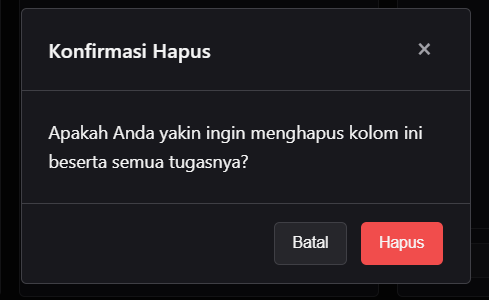 Konfirmasi Hapus ×
Apakah Anda yakin ingin menghapus kolom ini
beserta semua tugasnya?
Batal Hapus